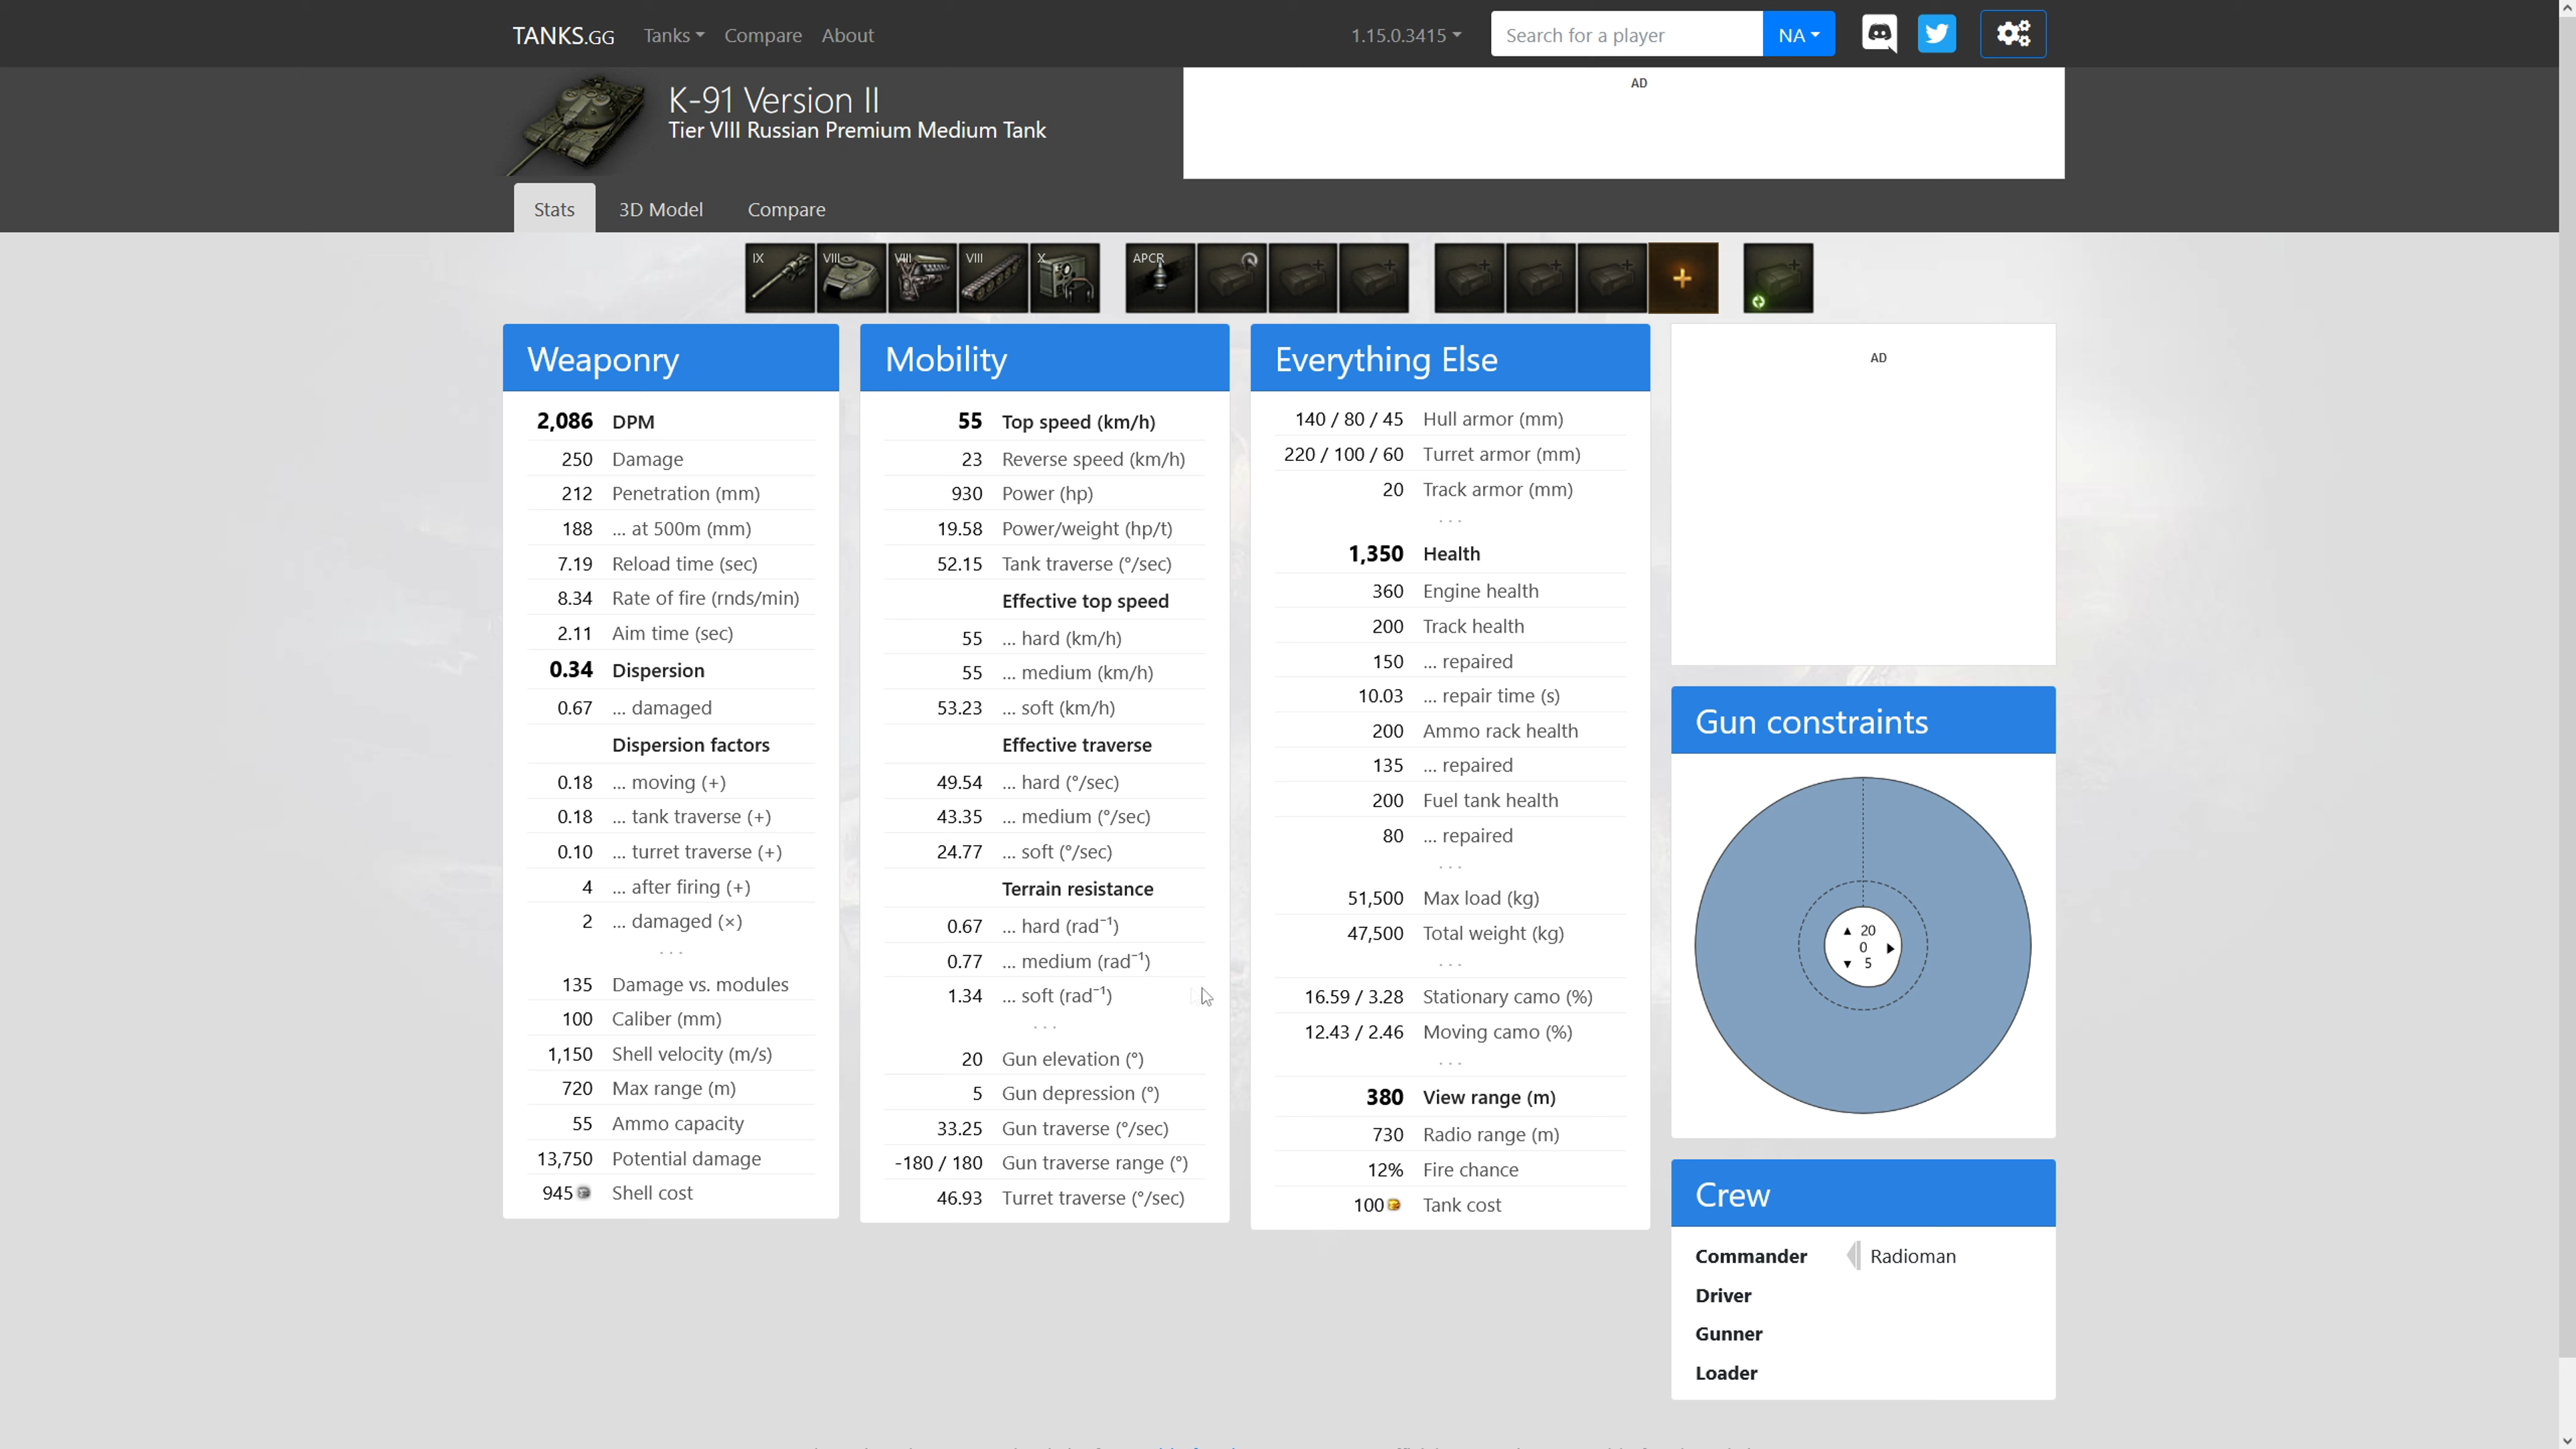 TANKS.GG Tanks Compare About 1.15.0.3415 Search for a player NA
AD
K-91 Version II
Tier VIII Russian Premium Medium Tank
Stats 3D Model Compare
IX VIII VIII VIII X APCR
Weaponry
2,086 DPM
250 Damage
212 Penetration (mm)
188 ... at 500m (mm)
7.19 Reload time (sec)
8.34 Rate of fire (rnds/min)
2.11 Aim time (sec)
0.34 Dispersion
0.67 ... damaged
Dispersion factors
0.18 ... moving (+)
0.18 ... tank traverse (+)
0.10 ... turret traverse (+)
4 ... after firing (+)
2 ... damaged (×)
...
135 Damage vs. modules
100 Caliber (mm)
1,150 Shell velocity (m/s)
720 Max range (m)
55 Ammo capacity
13,750 Potential damage
945 Shell cost
Mobility
55 Top speed (km/h)
23 Reverse speed (km/h)
930 Power (hp)
19.58 Power/weight (hp/t)
52.15 Tank traverse (°/sec)
Effective top speed
55 ... hard (km/h)
55 ... medium (km/h)
53.23 ... soft (km/h)
Effective traverse
49.54 ... hard (°/sec)
43.35 ... medium (°/sec)
24.77 ... soft (°/sec)
Terrain resistance
0.67 ... hard (rad⁻¹)
0.77 ... medium (rad⁻¹)
1.34 ... soft (rad⁻¹)
...
20 Gun elevation (°)
5 Gun depression (°)
33.25 Gun traverse (°/sec)
-180 / 180 Gun traverse range (°)
46.93 Turret traverse (°/sec)
Everything Else
140 / 80 / 45 Hull armor (mm)
220 / 100 / 60 Turret armor (mm)
20 Track armor (mm)
...
1,350 Health
360 Engine health
200 Track health
150 ... repaired
10.03 ... repair time (s)
200 Ammo rack health
135 ... repaired
200 Fuel tank health
80 ... repaired
...
51,500 Max load (kg)
47,500 Total weight (kg)
...
16.59 / 3.28 Stationary camo (%)
12.43 / 2.46 Moving camo (%)
...
380 View range (m)
730 Radio range (m)
12% Fire chance
100 Tank cost
AD
Gun constraints
▲ 20
0 ▶
▼ 5
Crew
Commander Radioman
Driver
Gunner
Loader